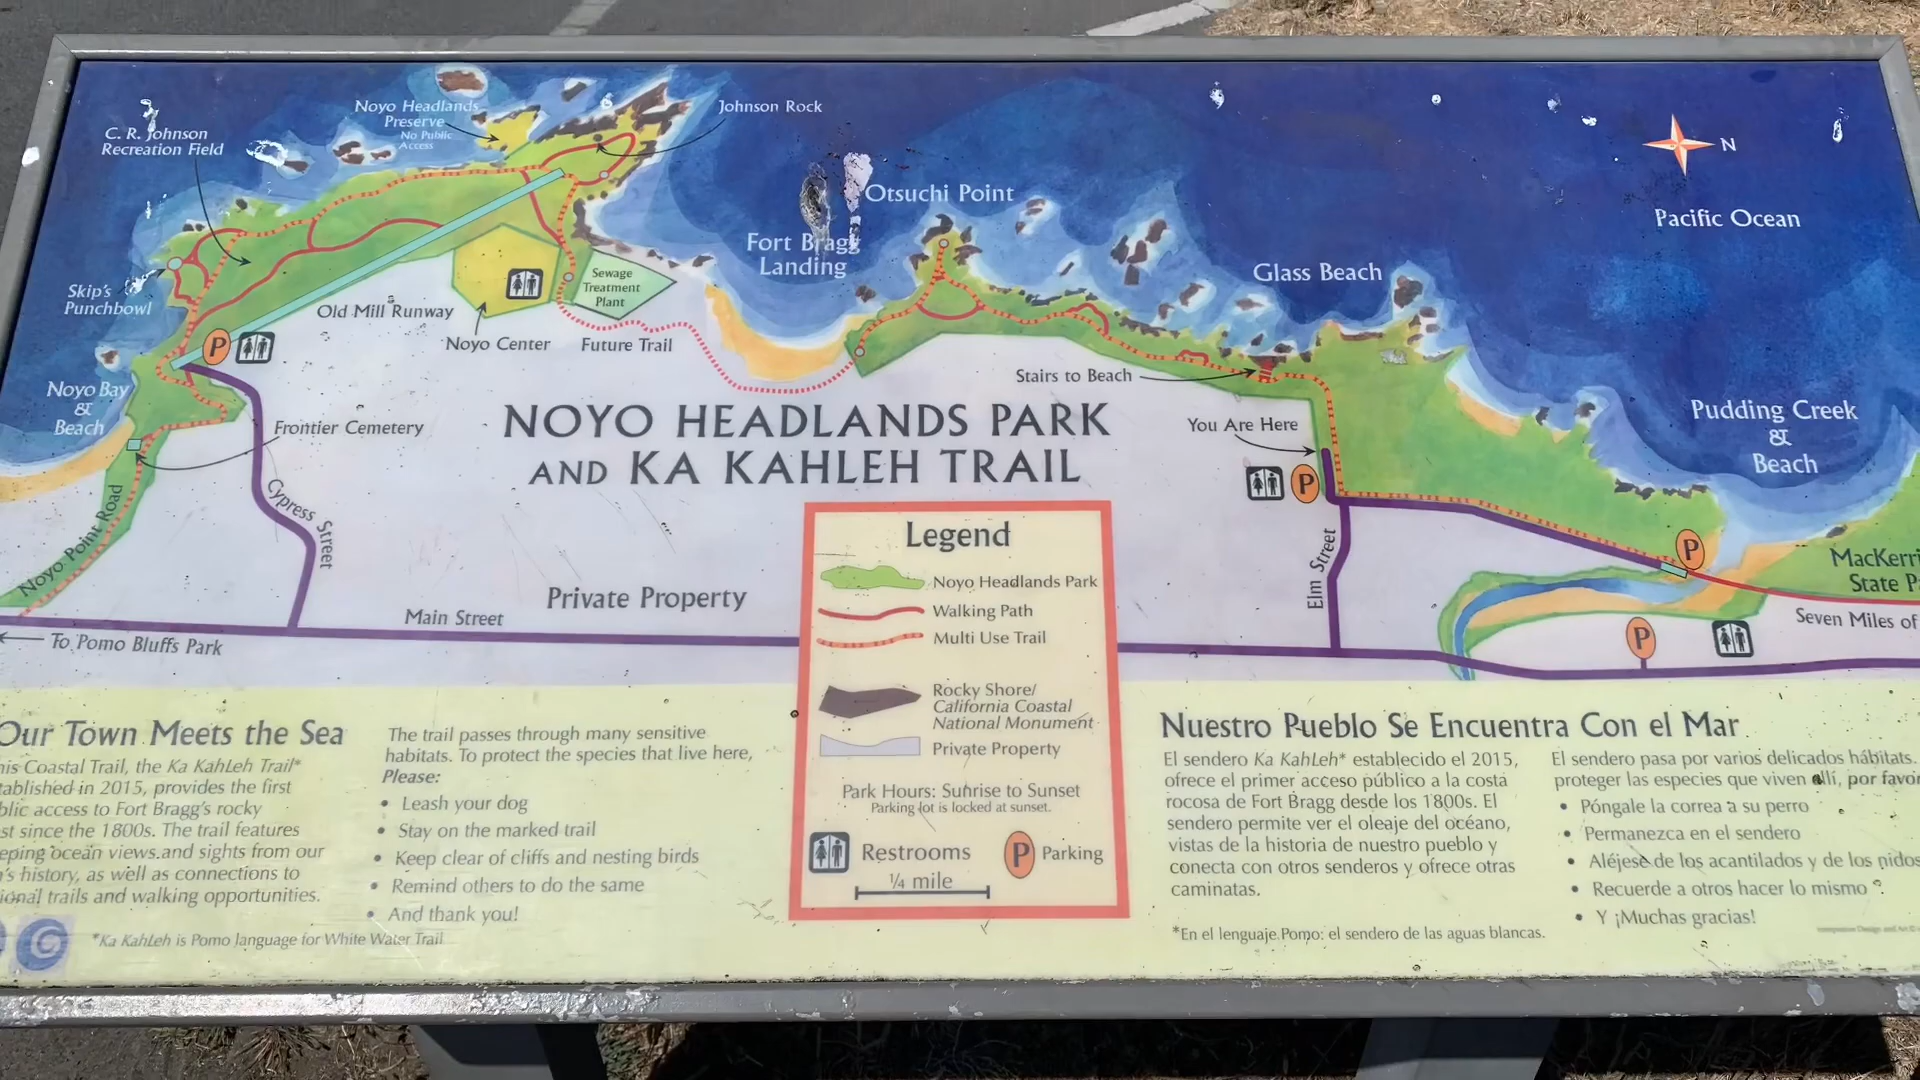 Noyo Headlands
Preserve
No Public
Access
Johnson Rock
C. R. Johnson
Recreation Field
N
Otsuchi Point
Pacific Ocean
Fort Bragg
Landing
Glass Beach
Sewage
Treatment
Plant
Skip's
Punchbowl
Old Mill Runway
Noyo Center
Future Trail
P
Stairs to Beach
Noyo Bay
&
Beach
Frontier Cemetery
NOYO HEADLANDS PARK
AND KA KAHLEH TRAIL
You Are Here
P
Pudding Creek
&
Beach
Cypress Street
Noyo Point Road
Elm Street
P
State
Seven Miles of
P
Private Property
Main Street
To Pomo Bluffs Park
Legend
Noyo Headlands Park
Walking Path
Multi Use Trail
Rocky Shore/
California Coastal
National Monument
Private Property
Park Hours: Sunrise to Sunset
Parking lot is locked at sunset.
Restrooms
P Parking
¼ mile
Our Town Meets the Sea
Coastal Trail, the Ka KahLeh Trail*
in 2015, provides the first
access to Fort Bragg's rocky
since the 1800s. The trail features
ocean views and sights from our
history, as well as connections to
trails and walking opportunities.
*Ka KahLeh is Pomo language for White Water Trail
The trail passes through many sensitive
habitats. To protect the species that live here,
Please:
• Leash your dog
• Stay on the marked trail
• Keep clear of cliffs and nesting birds
• Remind others to do the same
• And thank you!
Nuestro Pueblo Se Encuentra Con el Mar
El sendero Ka KahLeh* establecido el 2015,
ofrece el primer acceso público a la costa
rocosa de Fort Bragg desde los 1800s. El
sendero permite ver el oleaje del océano,
vistas de la historia de nuestro pueblo y
conecta con otros senderos y ofrece otras
caminatas.
*En el lenguaje Pomo: el sendero de las aguas blancas.
El sendero pasa por varios delicados hábitats.
proteger las especies que viven allí, por favor
• Póngale la correa a su perro
• Permanezca en el sendero
• Aléjese de los acantilados y de los nidos
• Recuerde a otros hacer lo mismo
• Y ¡Muchas gracias!